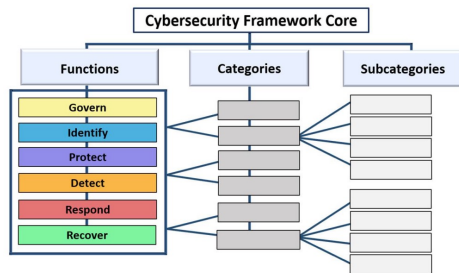 Cybersecurity Framework Core
Functions
Categories
Subcategories
Govern
Identify
Protect
Detect
Respond
Recover